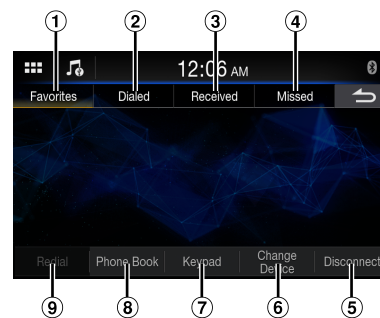 1 2 3 4
12:06 AM
Favorites Dialed Received Missed
Redial Phone Book Keypad Change Device Disconnect
9 8 7 6 5